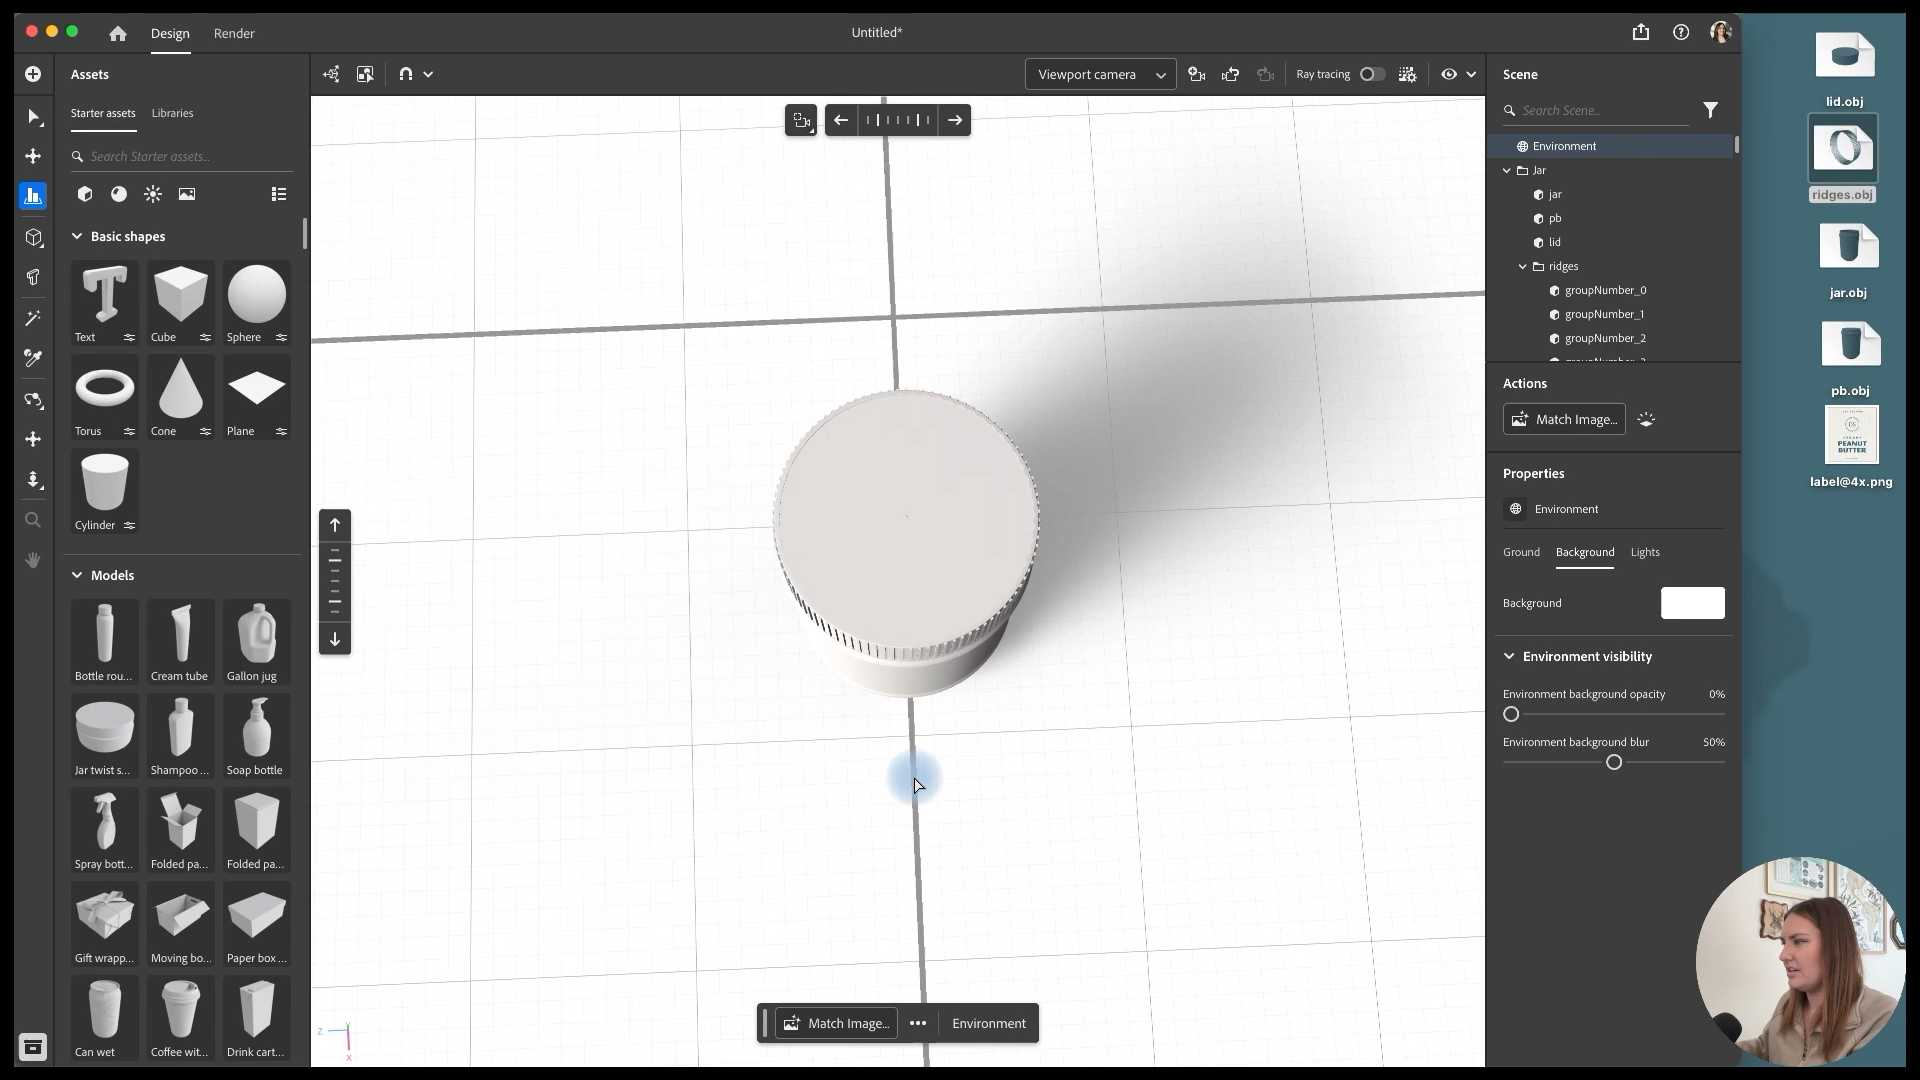 Design
Render
Untitled*
Assets
Starter assets
Libraries
Search Starter assets...
Basic shapes
Text
Cube
Sphere
Torus
Cone
Plane
Cylinder
Models
Bottle rou...
Cream tube
Gallon jug
Jar twist s...
Shampoo ...
Soap bottle
Spray bott...
Folded pa...
Folded pa...
Gift wrapp...
Moving bo...
Paper box ...
Can wet
Coffee wit...
Drink cart...
Viewport camera
Ray tracing
Z
Y
X
Match Image...
Environment
Scene
Search Scene...
Environment
Jar
jar
pb
lid
ridges
groupNumber_0
groupNumber_1
groupNumber_2
Actions
Match Image...
Properties
Environment
Ground
Background
Lights
Background
Environment visibility
Environment background opacity
0%
Environment background blur
50%
lid.obj
ridges.obj
jar.obj
pb.obj
PEANUT
BUTTER
label@4x.png